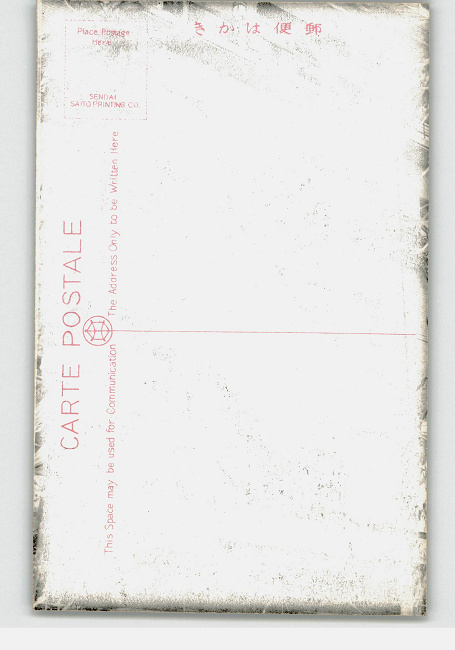 Place Postage
Here
SENDAI
SAITO PRINTING CO.
きかは便郵
CARTE POSTALE
This Space may be used for Communication
The Address Only to be Written Here